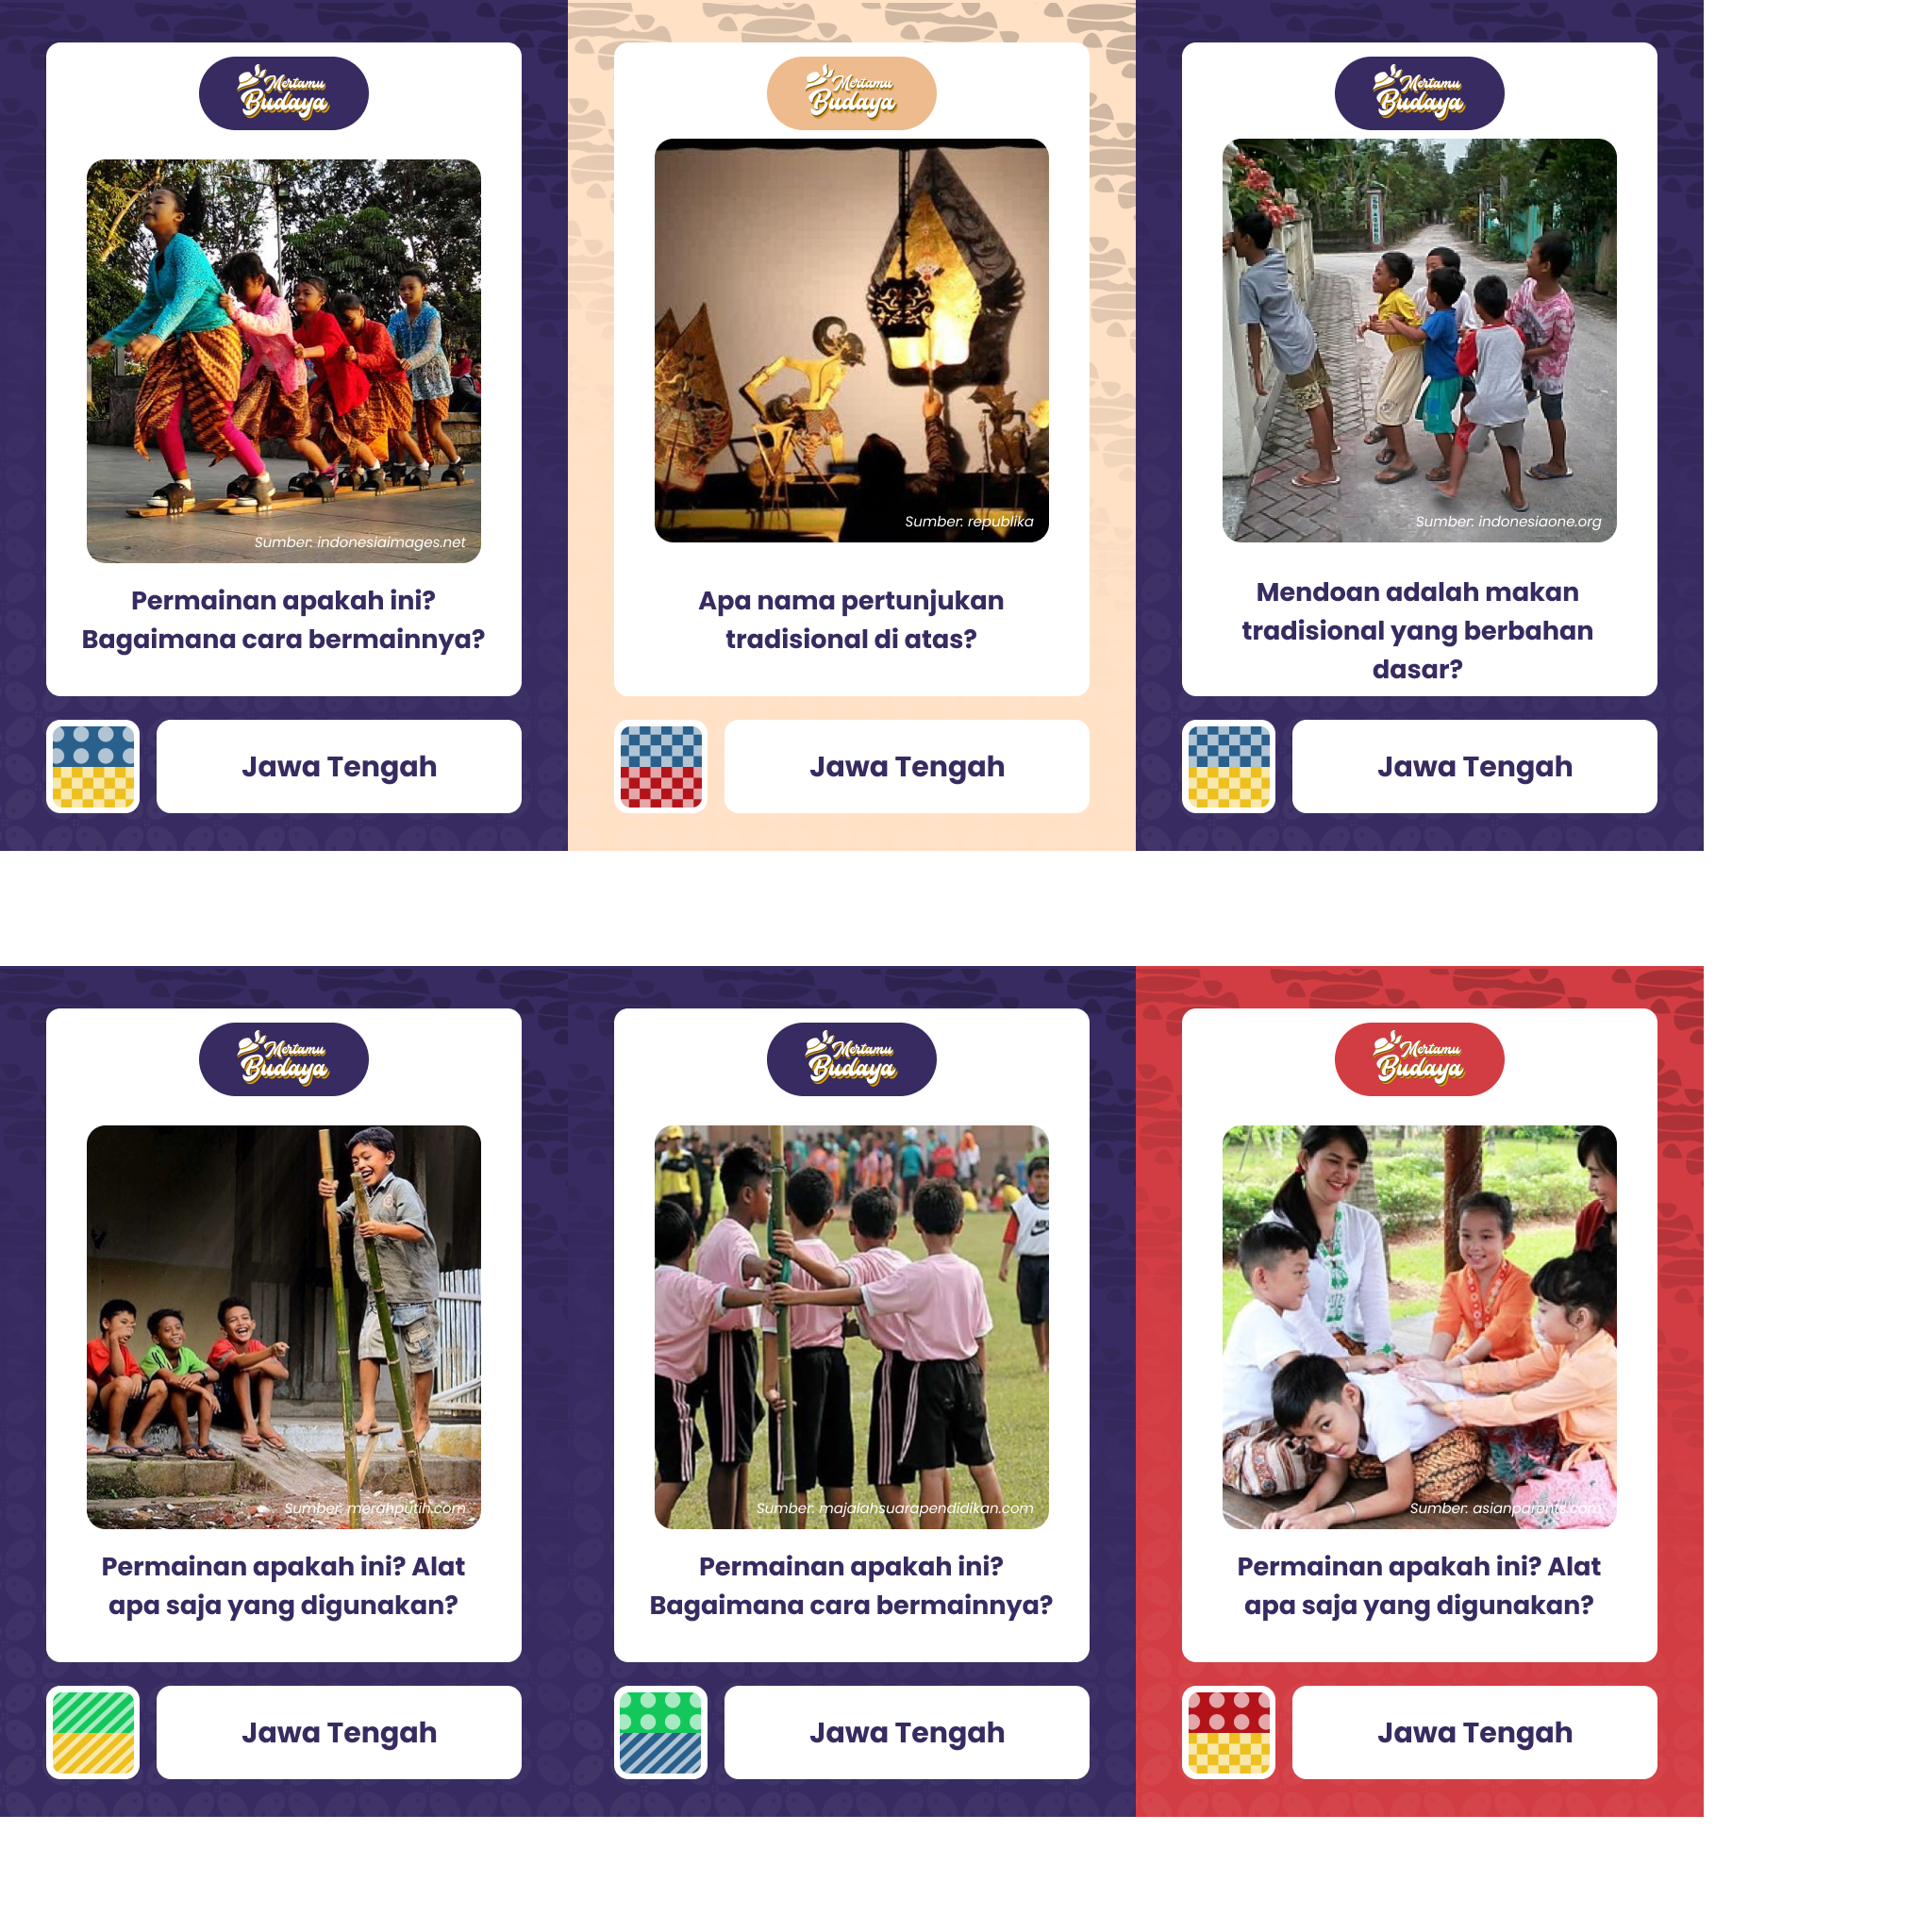 Mertamu
Budaya
Sumber: indonesiaimages.net
Permainan apakah ini?
Bagaimana cara bermainnya?
Jawa Tengah
Mertamu
Budaya
Sumber: republika
Apa nama pertunjukan
tradisional di atas?
Jawa Tengah
Mertamu
Budaya
Sumber: indonesiaone.org
Mendoan adalah makan
tradisional yang berbahan
dasar?
Jawa Tengah
Mertamu
Budaya
Sumber: merahputih.com
Permainan apakah ini? Alat
apa saja yang digunakan?
Jawa Tengah
Mertamu
Budaya
Sumber: majalahsuarapendidikan.com
Permainan apakah ini?
Bagaimana cara bermainnya?
Jawa Tengah
Mertamu
Budaya
Sumber: asianparents.com
Permainan apakah ini? Alat
apa saja yang digunakan?
Jawa Tengah